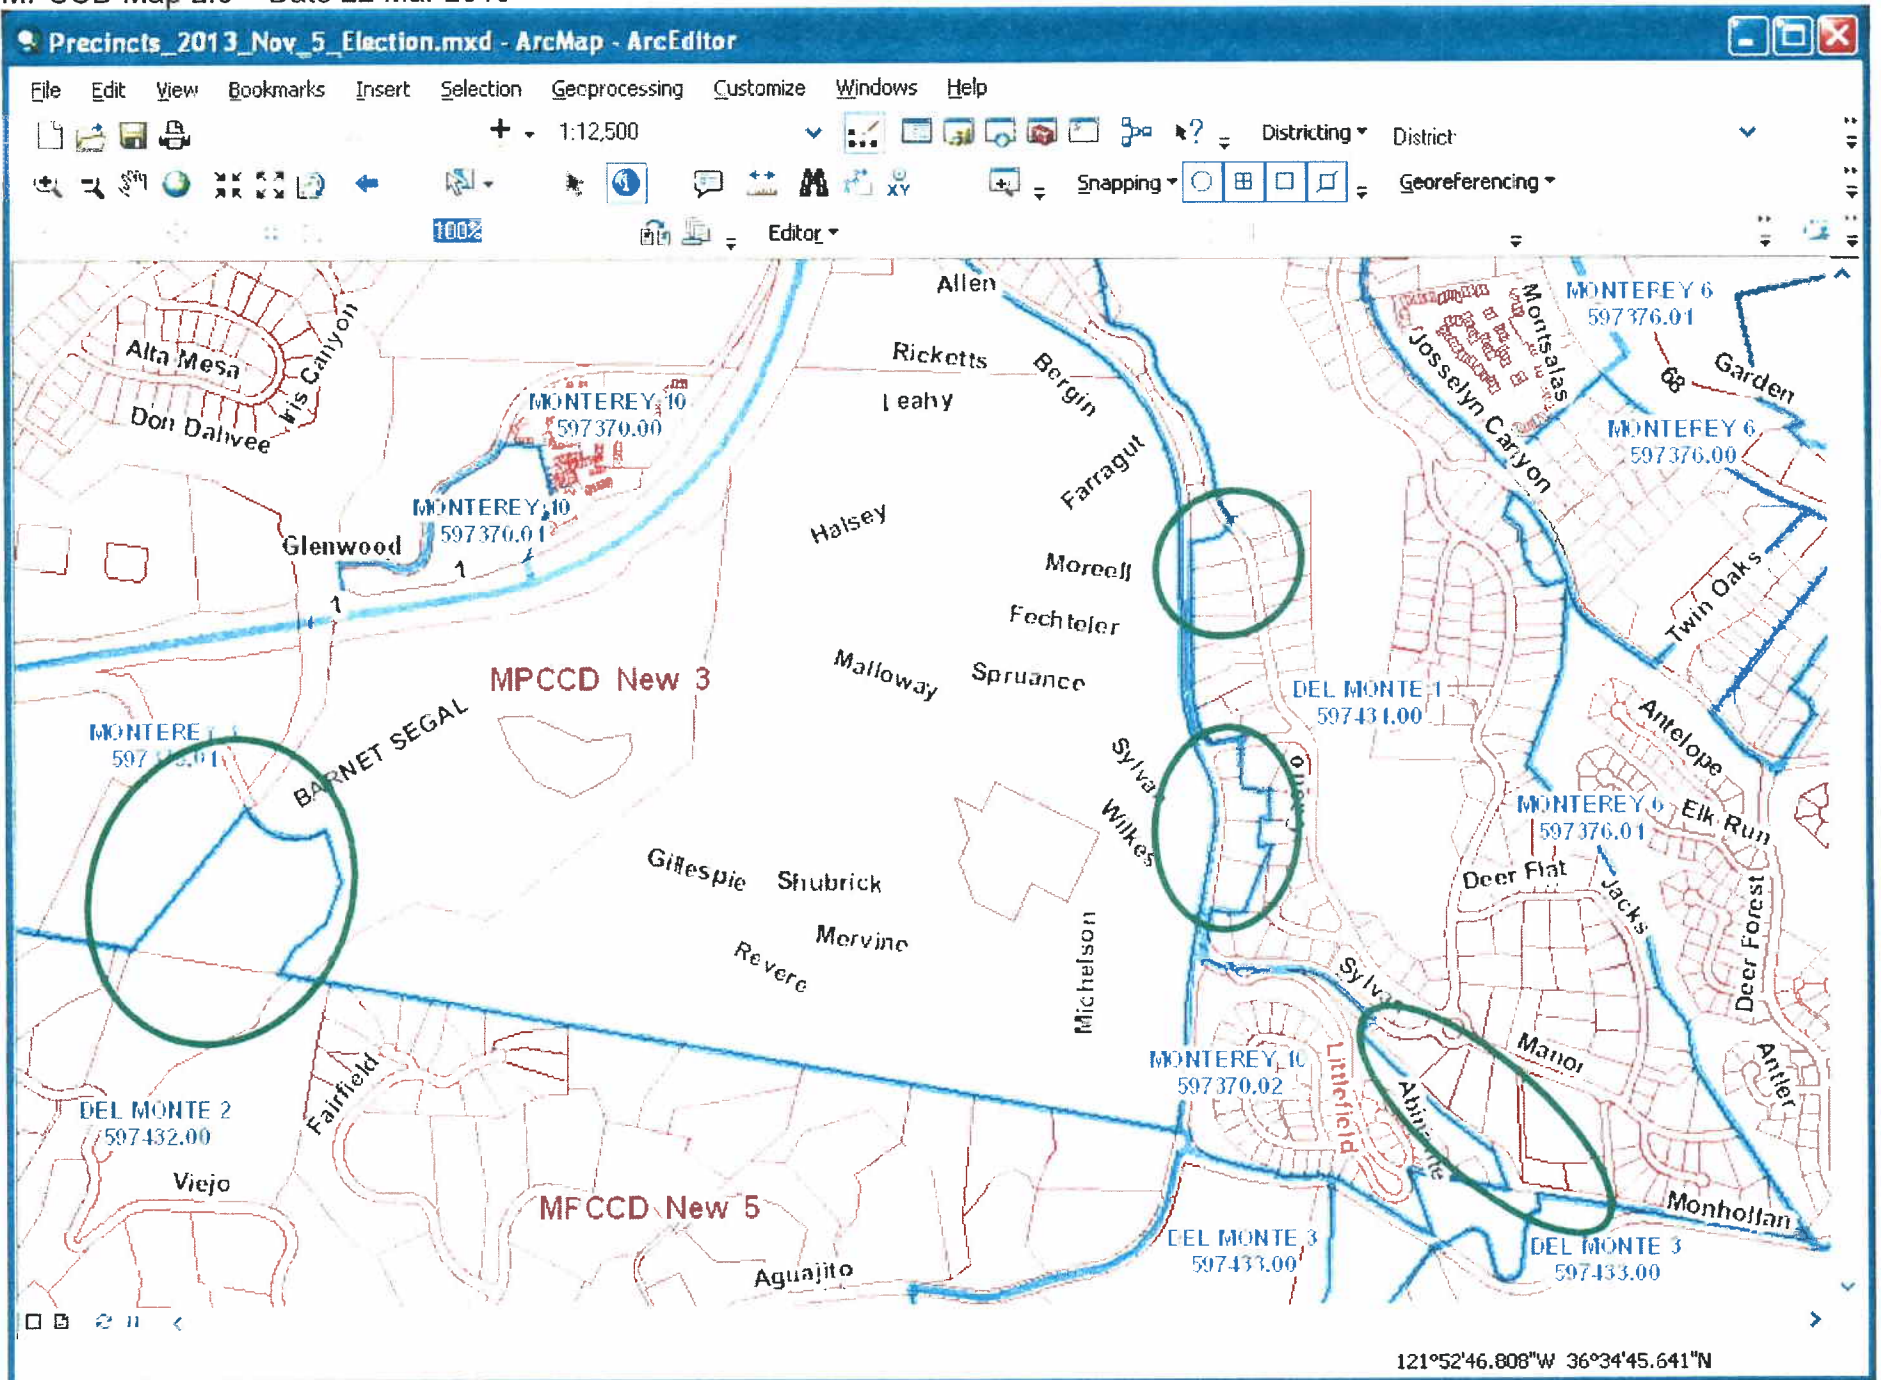 Precincts_2013_Nov_5_Election.mxd - ArcMap - ArcEditor
File Edit View Bookmarks Insert Selection Geoprocessing Customize Windows Help
1:12,500
Districting
District
Snapping
Georeferencing
100%
Editor
Allen
Alta Mesa
Iris Canyon
Don Dahvee
Ricketts
Bergin
Leahy
MONTEREY 10
597370.00
Farragut
Josselyn Canyon
Montsalas
MONTEREY 6
597376.01
68
Garden
MONTEREY 6
597376.00
MONTEREY 10
597370.01
Halsey
Glenwood
1
1
Moreell
Fechteler
Twin Oaks
MPCCD New 3
Malloway
Spruance
DEL MONTE 1
597431.00
BARNET SEGAL
Sylvan
Wilkes
Antelope
MONTEREY 6
597376.01
Elk Run
Gillespie
Shubrick
Deer Flat
Jacks
Deer Forest
Mervine
Revere
Michelson
Sylvan
Manor
Antler
MONTEREY 10
597370.02
Littlefield
Fairfield
DEL MONTE 2
597432.00
Viejo
MPCCD New 5
Monhollan
DEL MONTE 3
597433.00
DEL MONTE 3
597433.00
Aguajito
121°52'46.808"W 36°34'45.641"N